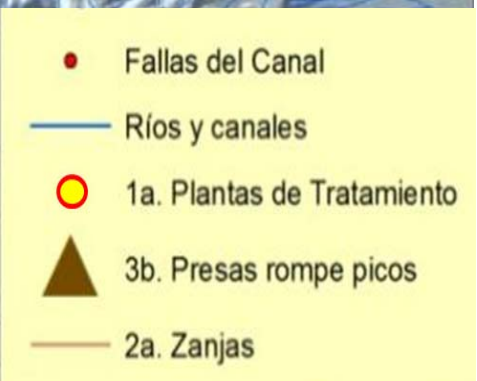 Fallas del Canal
Ríos y canales
1a. Plantas de Tratamiento
3b. Presas rompe picos
2a. Zanjas